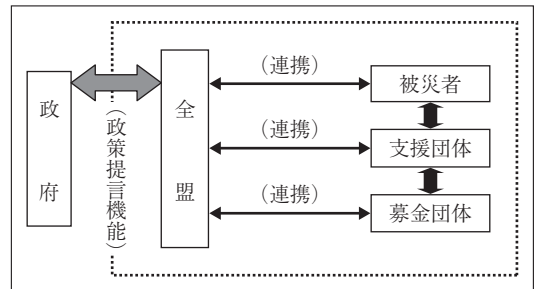 政府
(政策提言機能)
全盟
(連携)
被災者
(連携)
支援団体
(連携)
募金団体